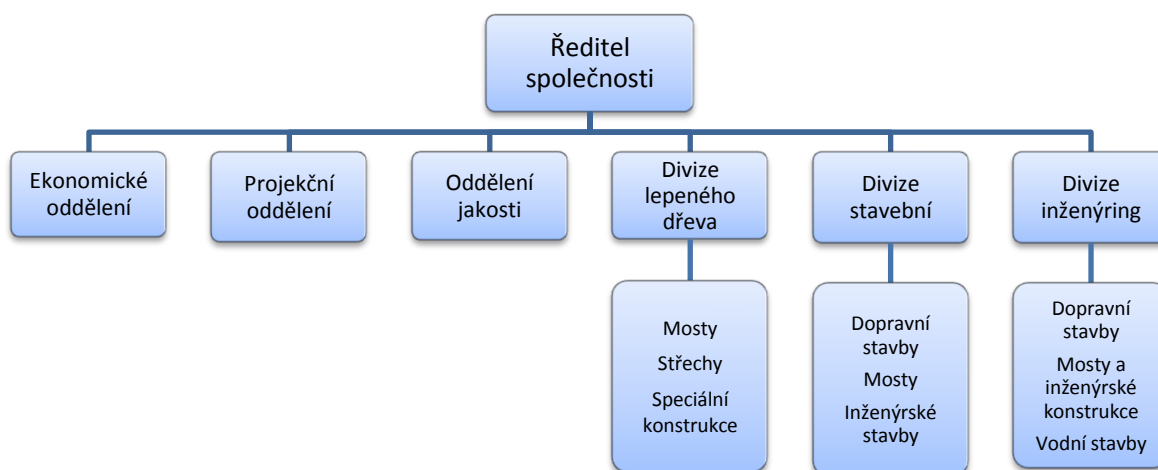 Ředitel
společnosti
Ekonomické
oddělení
Projekční
oddělení
Oddělení
jakosti
Divize
lepeného
dřeva
Divize
stavební
Divize
inženýring
Mosty
Střechy
Speciální
konstrukce
Dopravní
stavby
Mosty
Inženýrské
stavby
Dopravní
stavby
Mosty a
inženýrské
konstrukce
Vodní stavby